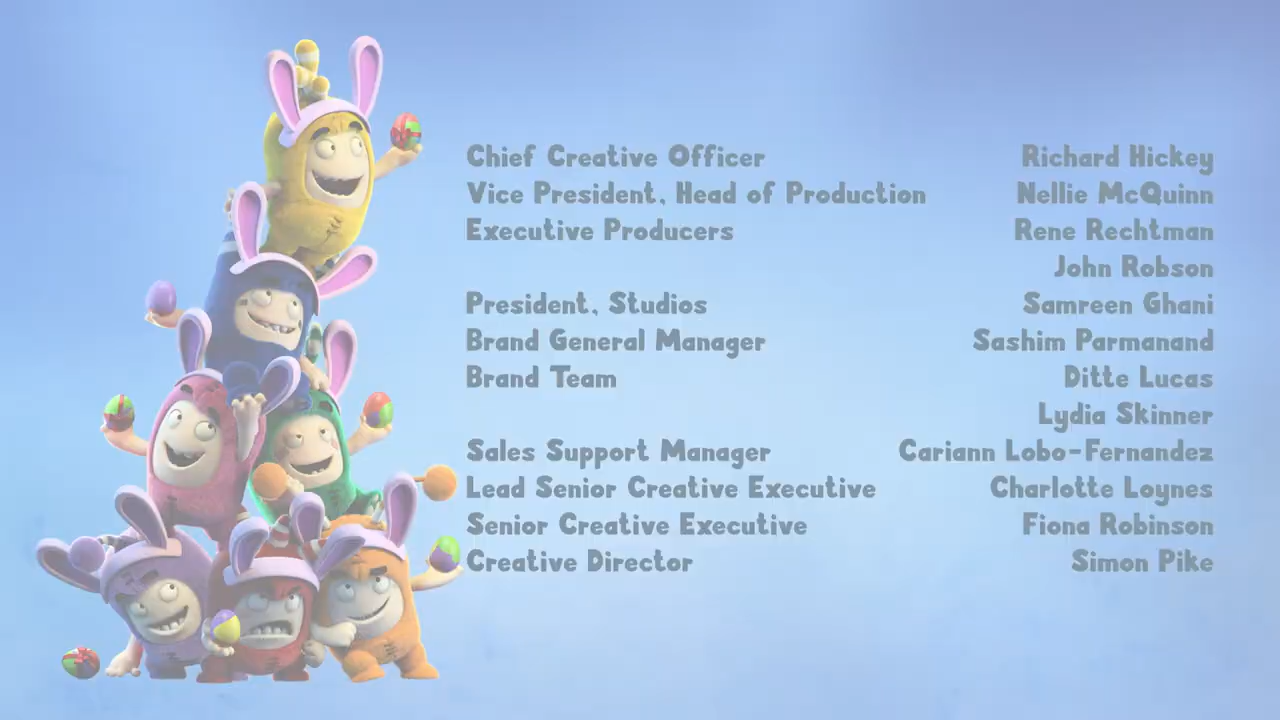 Chief Creative Officer Richard Hickey
Vice President, Head of Production Nellie McQuinn
Executive Producers Rene Rechtman
John Robson
President, Studios Samreen Ghani
Brand General Manager Sashim Parmanand
Brand Team Ditte Lucas
Lydia Skinner
Sales Support Manager Cariann Lobo-Fernandez
Lead Senior Creative Executive Charlotte Loynes
Senior Creative Executive Fiona Robinson
Creative Director Simon Pike